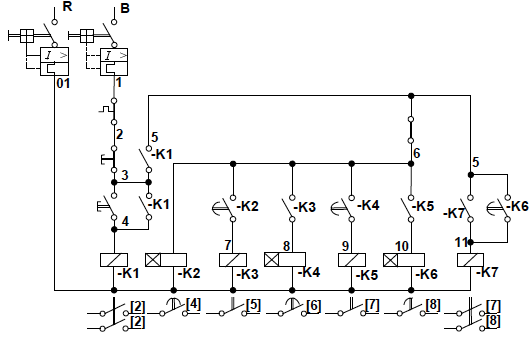 R B
I > I >
01 1
2 5 -K1 6
3 5
-K1 -K2 -K3 -K4 -K5 -K7 -K6
4 7 8 9 10 11
-K1 -K2 -K3 -K4 -K5 -K6 -K7
[2] [4] [5] [6] [7] [8] [7]
[2] [8]